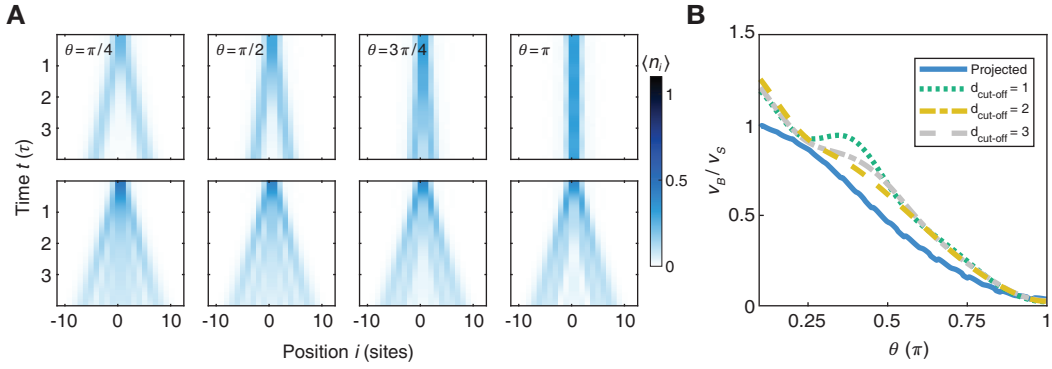 A
B
θ = π/4
θ = π/2
θ = 3π/4
θ = π
⟨nᵢ⟩
1
0.5
0
1
2
3
1
2
3
Time t (τ)
-10 0 10
-10 0 10
-10 0 10
-10 0 10
Position i (sites)
Projected
d_cut-off = 1
d_cut-off = 2
d_cut-off = 3
1.5
1
0.5
0
v_B / v_S
0.25 0.5 0.75 1
θ (π)